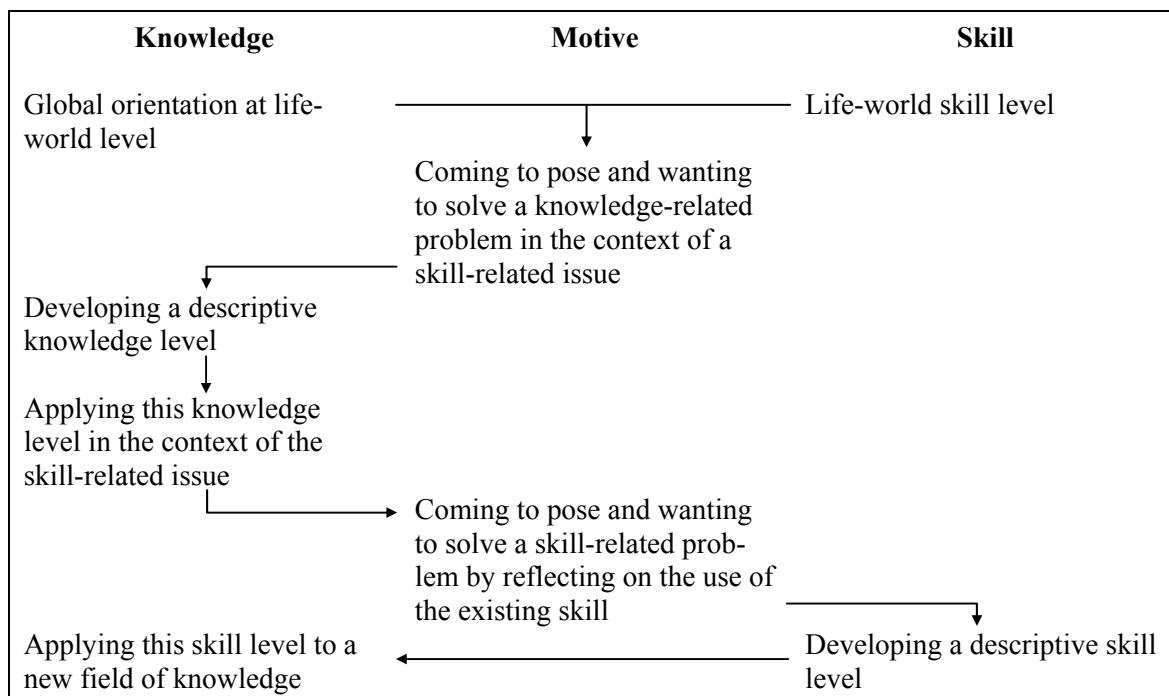 Knowledge Motive Skill
Global orientation at life-
world level
Life-world skill level
Coming to pose and wanting
to solve a knowledge-related
problem in the context of a
skill-related issue
Developing a descriptive
knowledge level
Applying this knowledge
level in the context of the
skill-related issue
Coming to pose and wanting
to solve a skill-related prob-
lem by reflecting on the use of
the existing skill
Developing a descriptive skill
level
Applying this skill level to a
new field of knowledge